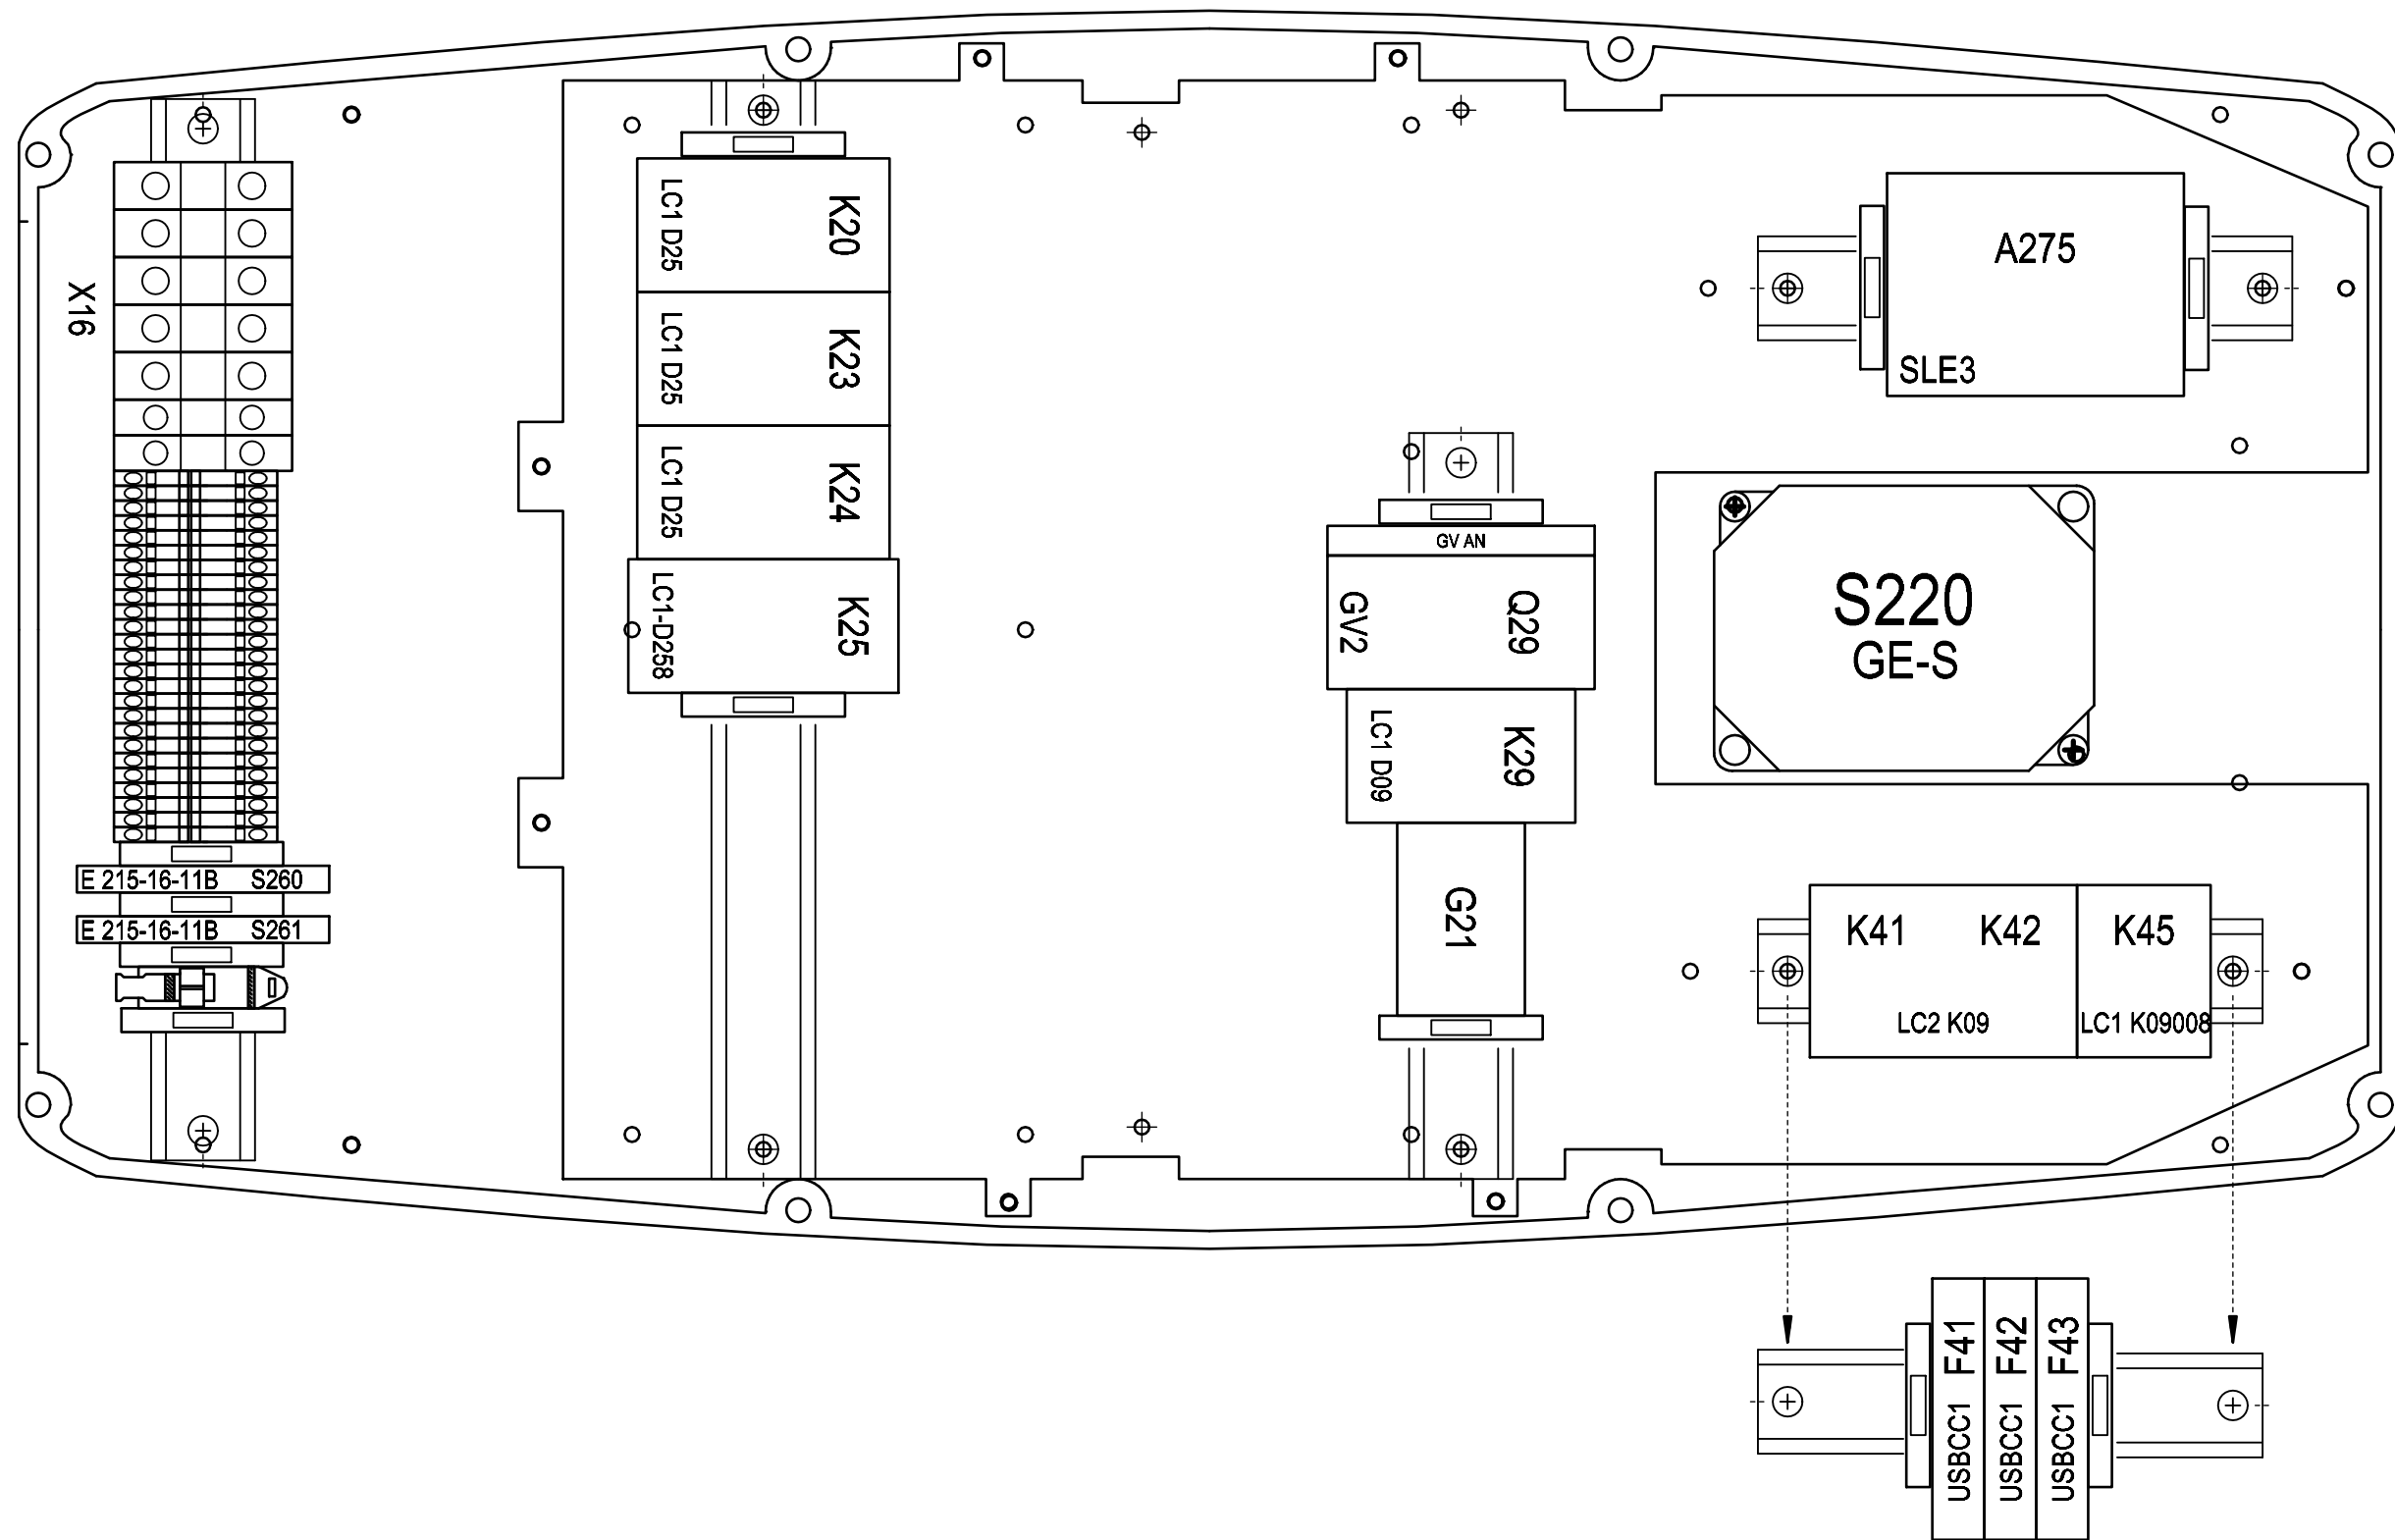 X16
E 215-16-11B S260
E 215-16-11B S261
K20
LC1 D25
K23
LC1 D25
K24
LC1 D25
K25
LC1-D258
GV AN
Q29
GV2
K29
LC1 D09
G21
A275
SLE3
S220
GE-S
K41 K42 K45
LC2 K09 LC1 K09008
USBCC1 F41
USBCC1 F42
USBCC1 F43